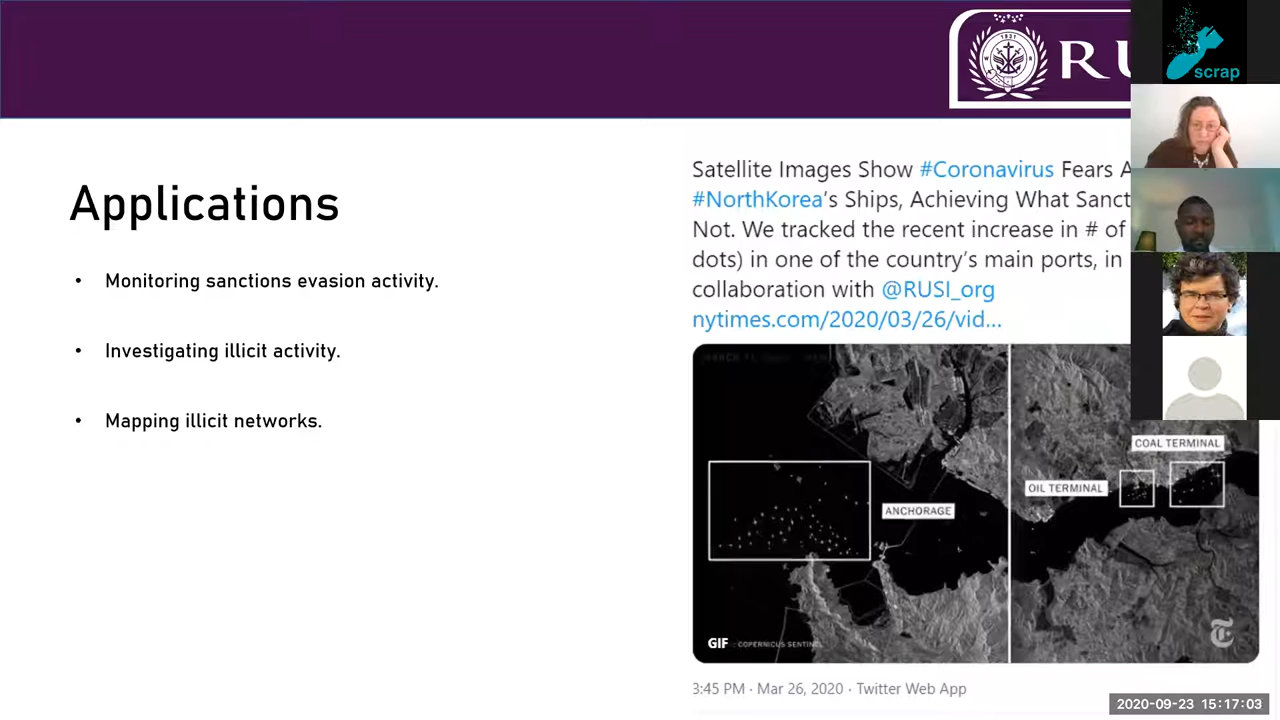 1831
RU
scrap
Applications
• Monitoring sanctions evasion activity.
• Investigating illicit activity.
• Mapping illicit networks.
Satellite Images Show #Coronavirus Fears A
#NorthKorea's Ships, Achieving What Sanct
Not. We tracked the recent increase in # of
dots) in one of the country's main ports, in
collaboration with @RUSI_org
nytimes.com/2020/03/26/vid...
COAL TERMINAL
OIL TERMINAL
ANCHORAGE
GIF
COPERNICUS SENTINEL
3:45 PM · Mar 26, 2020 · Twitter Web App
2020-09-23 15:17:03